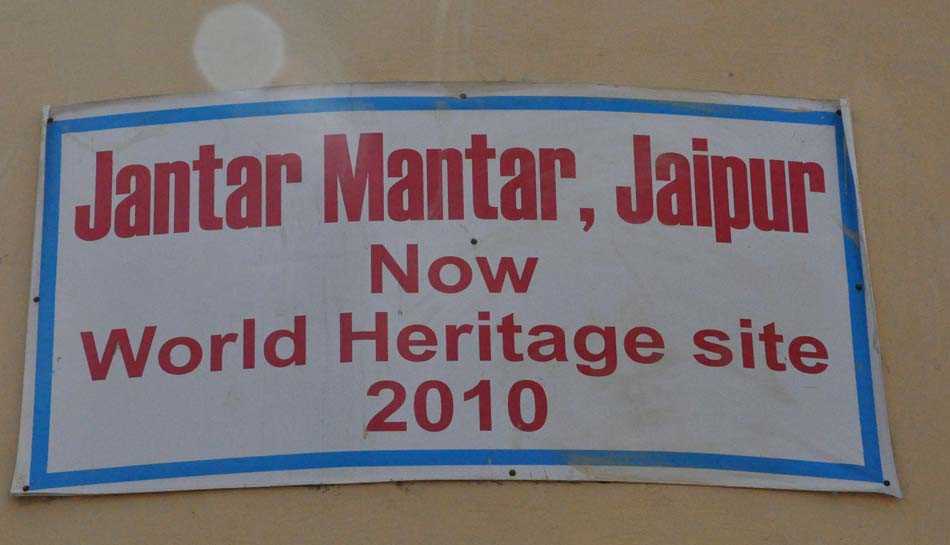 Jantar Mantar, Jaipur
Now
World Heritage site
2010